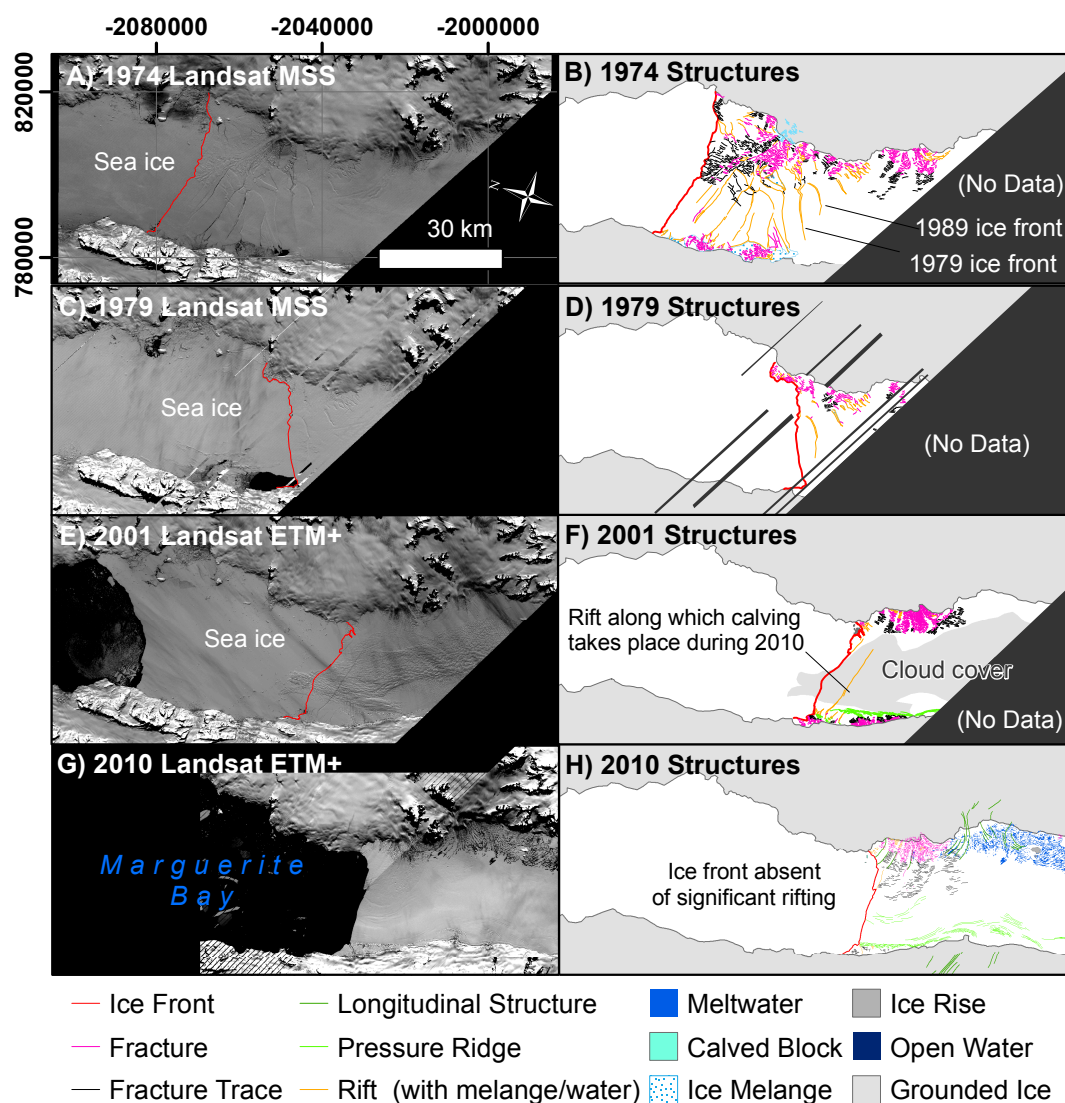 -2080000
-2040000
-2000000
820000
780000
A) 1974 Landsat MSS
Sea ice
N
30 km
B) 1974 Structures
(No Data)
1989 ice front
1979 ice front
C) 1979 Landsat MSS
Sea ice
D) 1979 Structures
(No Data)
E) 2001 Landsat ETM+
Sea ice
F) 2001 Structures
Rift along which calving
takes place during 2010
Cloud cover
(No Data)
G) 2010 Landsat ETM+
Marguerite
Bay
H) 2010 Structures
Ice front absent
of significant rifting
Ice Front
Longitudinal Structure
Meltwater
Ice Rise
Fracture
Pressure Ridge
Calved Block
Open Water
Fracture Trace
Rift (with melange/water)
Ice Melange
Grounded Ice